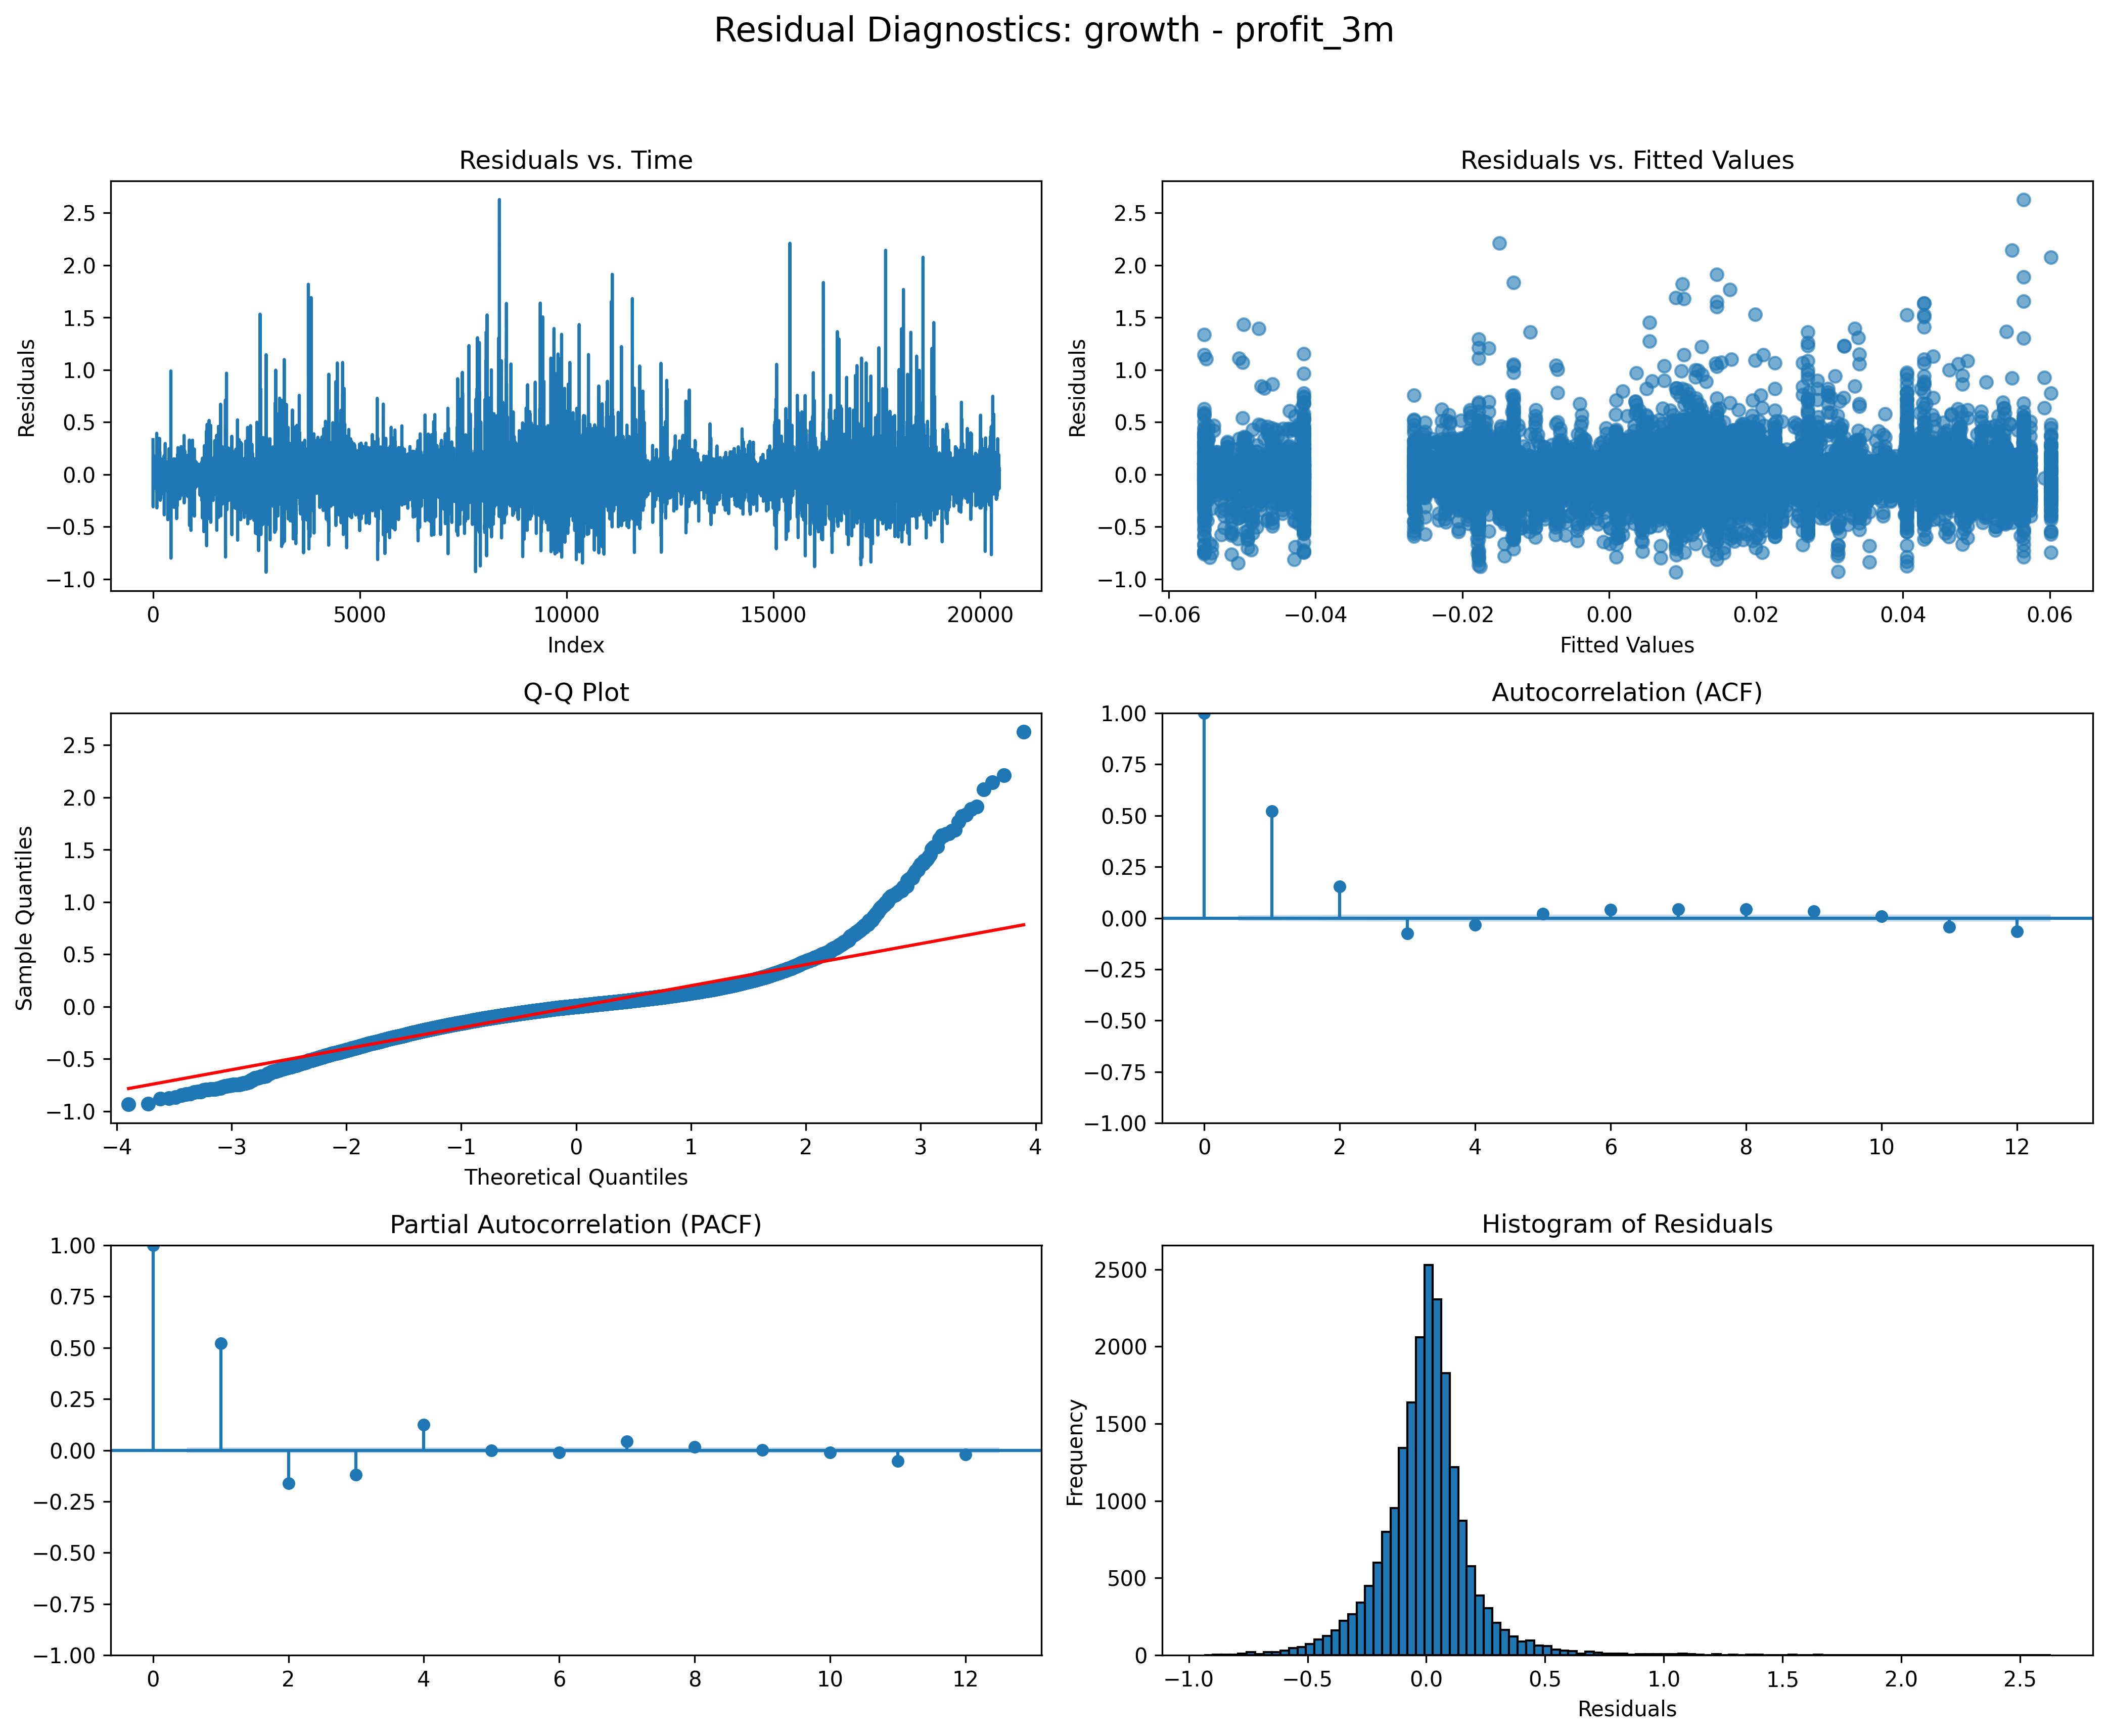 Residual Diagnostics: growth - profit_3m
Residuals vs. Time
Residuals
2.5
2.0
1.5
1.0
0.5
0.0
−0.5
−1.0
0 5000 10000 15000 20000
Index
Residuals vs. Fitted Values
Residuals
2.5
2.0
1.5
1.0
0.5
0.0
−0.5
−1.0
−0.06 −0.04 −0.02 0.00 0.02 0.04 0.06
Fitted Values
Q-Q Plot
Sample Quantiles
2.5
2.0
1.5
1.0
0.5
0.0
−0.5
−1.0
−4 −3 −2 −1 0 1 2 3 4
Theoretical Quantiles
Autocorrelation (ACF)
1.00
0.75
0.50
0.25
0.00
−0.25
−0.50
−0.75
−1.00
0 2 4 6 8 10 12
Partial Autocorrelation (PACF)
1.00
0.75
0.50
0.25
0.00
−0.25
−0.50
−0.75
−1.00
0 2 4 6 8 10 12
Histogram of Residuals
Frequency
2500
2000
1500
1000
500
0
−1.0 −0.5 0.0 0.5 1.0 1.5 2.0 2.5
Residuals